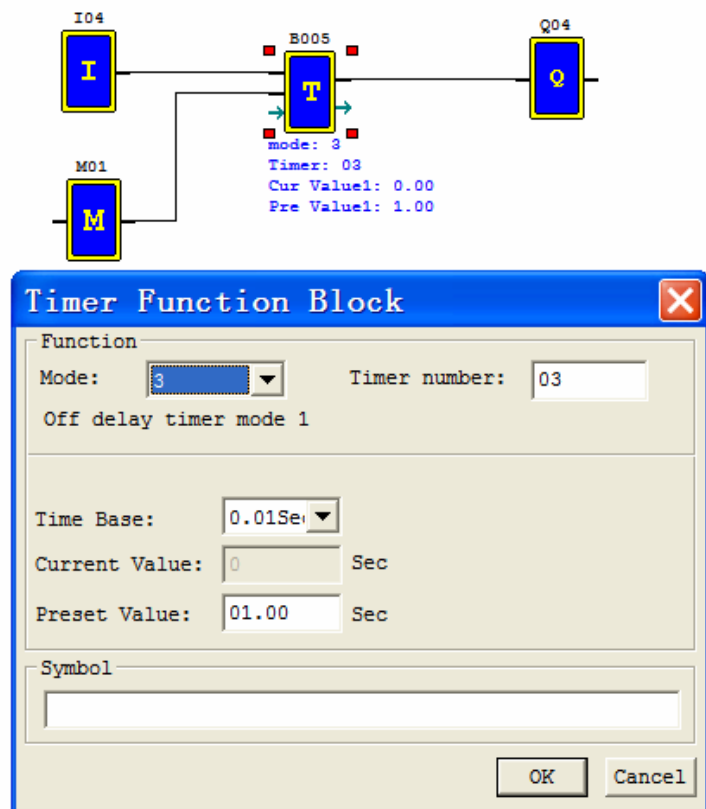 I04
B005
Q04
I
T
Q
mode: 3
Timer: 03
Cur Value1: 0.00
Pre Value1: 1.00
M01
M
Timer Function Block
Function
Mode: 3 Timer number: 03
Off delay timer mode 1
Time Base: 0.01Se
Current Value: 0 Sec
Preset Value: 01.00 Sec
Symbol
OK Cancel